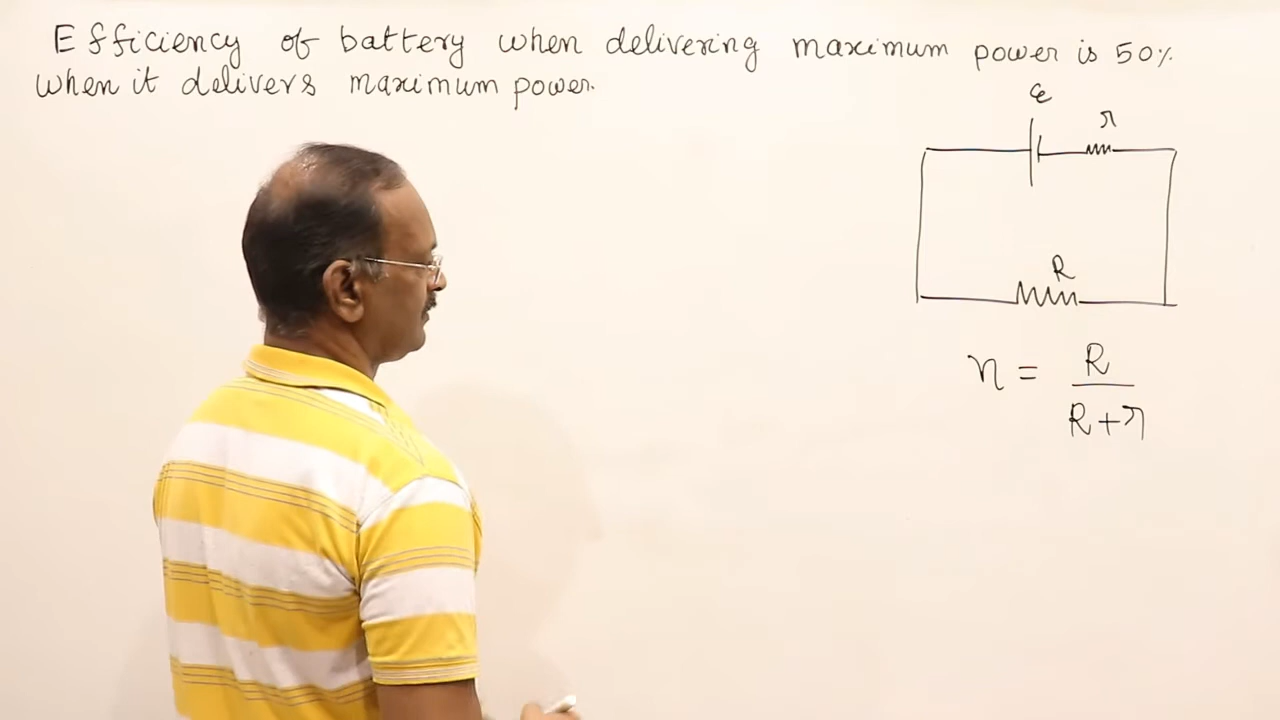 Efficiency of battery when delivering maximum power is 50%
when it delivers maximum power.
ε
r
R
η = R / R+r